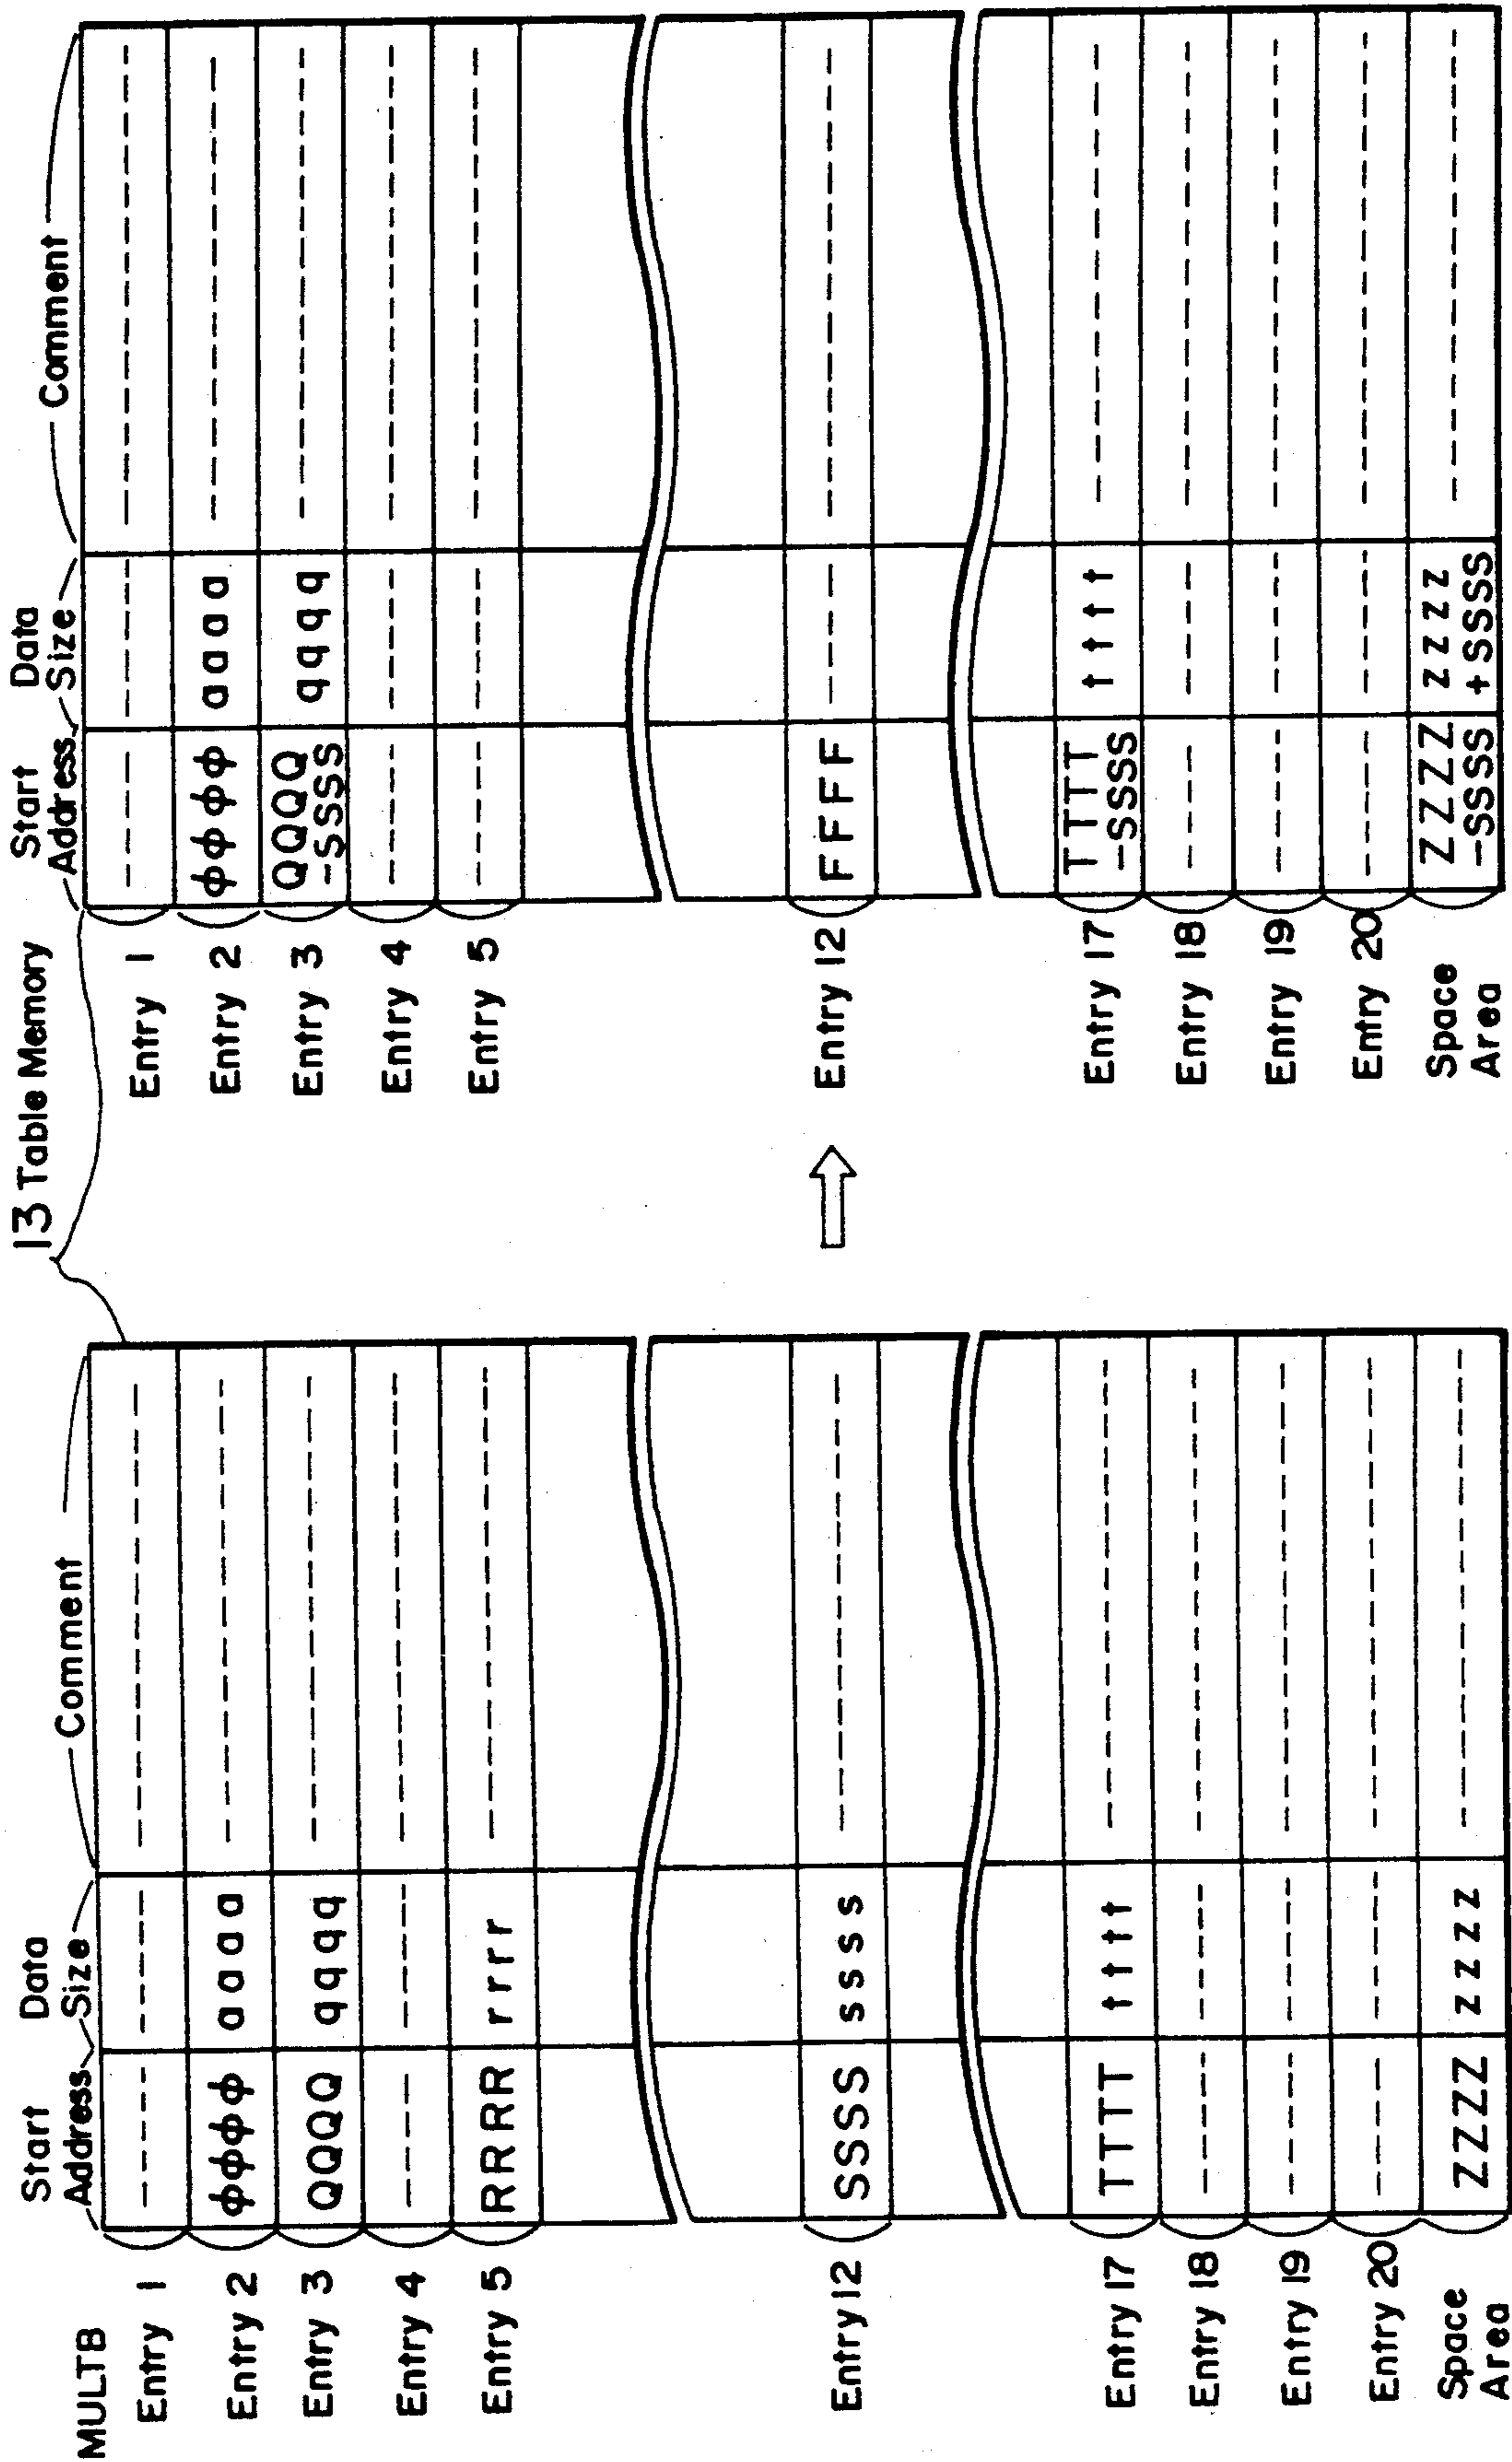 13 Table Memory
MULTB
Start Address
Data Size
Comment
Entry 1
Entry 2 φφφφ aaaa
Entry 3 QQQQ qqqq
Entry 4
Entry 5 RRRR rrrr
Entry 12 SSSS ssss
Entry 17 TTTT tttt
Entry 18
Entry 19
Entry 20
Space Area ZZZZ zzzz
Start Address
Data Size
Comment
Entry 1
Entry 2 φφφφ aaaa
Entry 3 QQQQ qqqq
-SSSS
Entry 4
Entry 5
Entry 12 FFFF
Entry 17 TTTT tttt
-SSSS
Entry 18
Entry 19
Entry 20
Space Area ZZZZ zzzz
-SSSS +SSSS